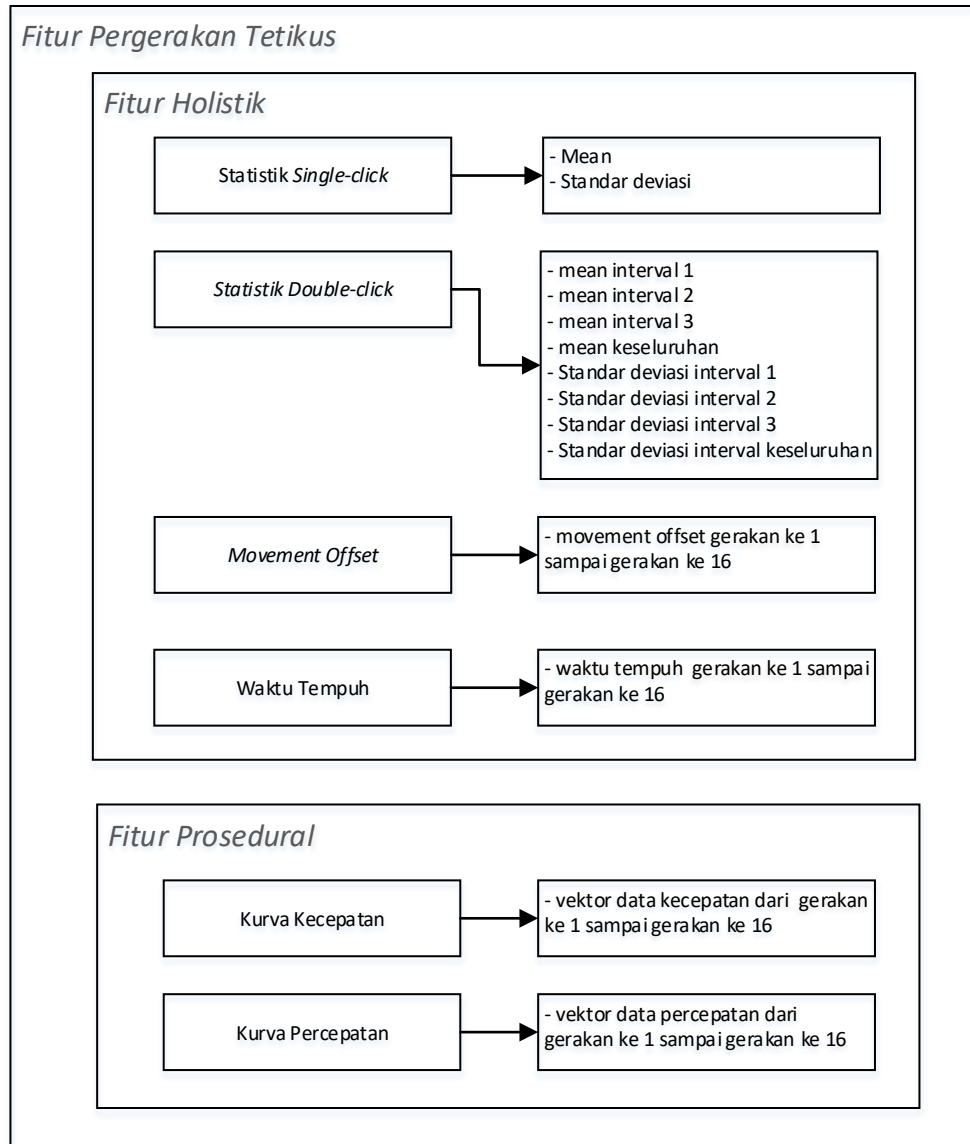 Fitur Pergerakan Tetikus
Fitur Holistik
Statistik Single-click
- Mean
- Standar deviasi
Statistik Double-click
- mean interval 1
- mean interval 2
- mean interval 3
- mean keseluruhan
- Standar deviasi interval 1
- Standar deviasi interval 2
- Standar deviasi interval 3
- Standar deviasi interval keseluruhan
Movement Offset
- movement offset gerakan ke 1
sampai gerakan ke 16
Waktu Tempuh
- waktu tempuh gerakan ke 1 sampai
gerakan ke 16
Fitur Prosedural
Kurva Kecepatan
- vektor data kecepatan dari gerakan
ke 1 sampai gerakan ke 16
Kurva Percepatan
- vektor data percepatan dari
gerakan ke 1 sampai gerakan ke 16